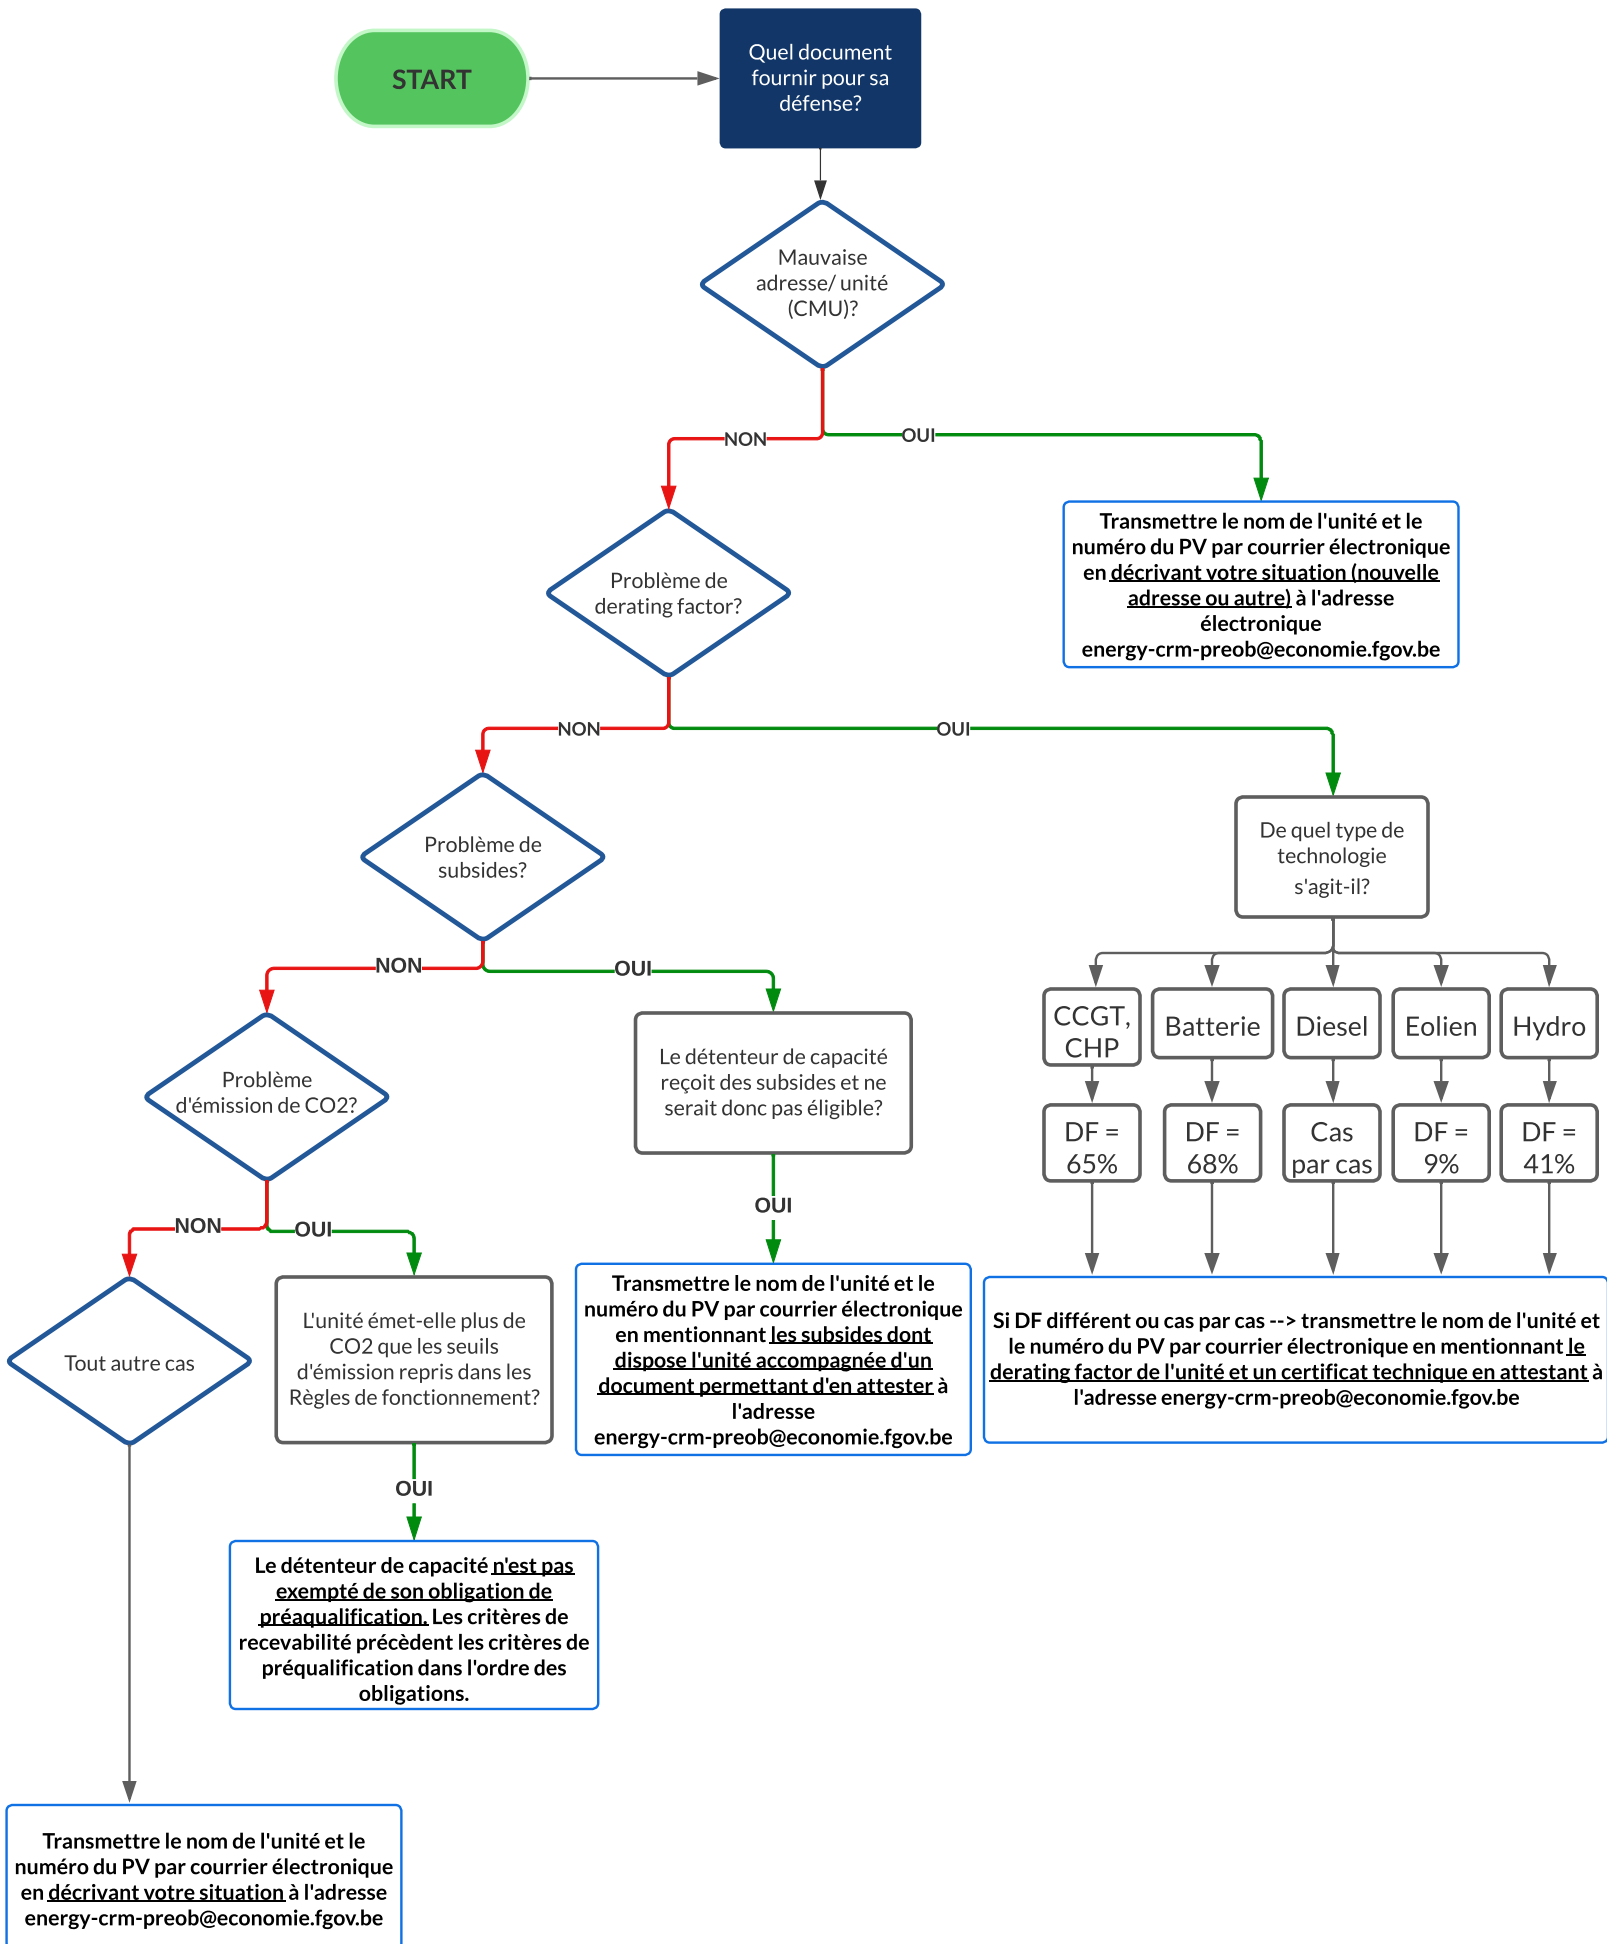 START
Quel document
fournir pour sa
défense?
Mauvaise
adresse/ unité
(CMU)?
NON
OUI
Transmettre le nom de l'unité et le
numéro du PV par courrier électronique
en décrivant votre situation (nouvelle
adresse ou autre) à l'adresse
électronique
energy-crm-preob@economie.fgov.be
Problème de
derating factor?
NON
OUI
Problème de
subsides?
De quel type de
technologie
s'agit-il?
NON
OUI
CCGT,
CHP
Batterie
Diesel
Eolien
Hydro
Le détenteur de capacité
reçoit des subsides et ne
serait donc pas éligible?
Problème
d'émission de CO2?
DF =
65%
DF =
68%
Cas
par cas
DF =
9%
DF =
41%
OUI
NON
OUI
Tout autre cas
L'unité émet-elle plus de
CO2 que les seuils
d'émission repris dans les
Règles de fonctionnement?
Transmettre le nom de l'unité et le
numéro du PV par courrier électronique
en mentionnant les subsides dont
dispose l'unité accompagnée d'un
document permettant d'en attester à
l'adresse
energy-crm-preob@economie.fgov.be
Si DF différent ou cas par cas --> transmettre le nom de l'unité et
le numéro du PV par courrier électronique en mentionnant le
derating factor de l'unité et un certificat technique en attestant à
l'adresse energy-crm-preob@economie.fgov.be
OUI
Le détenteur de capacité n'est pas
exempté de son obligation de
préaqualification. Les critères de
recevabilité précèdent les critères de
préqualification dans l'ordre des
obligations.
Transmettre le nom de l'unité et le
numéro du PV par courrier électronique
en décrivant votre situation à l'adresse
energy-crm-preob@economie.fgov.be